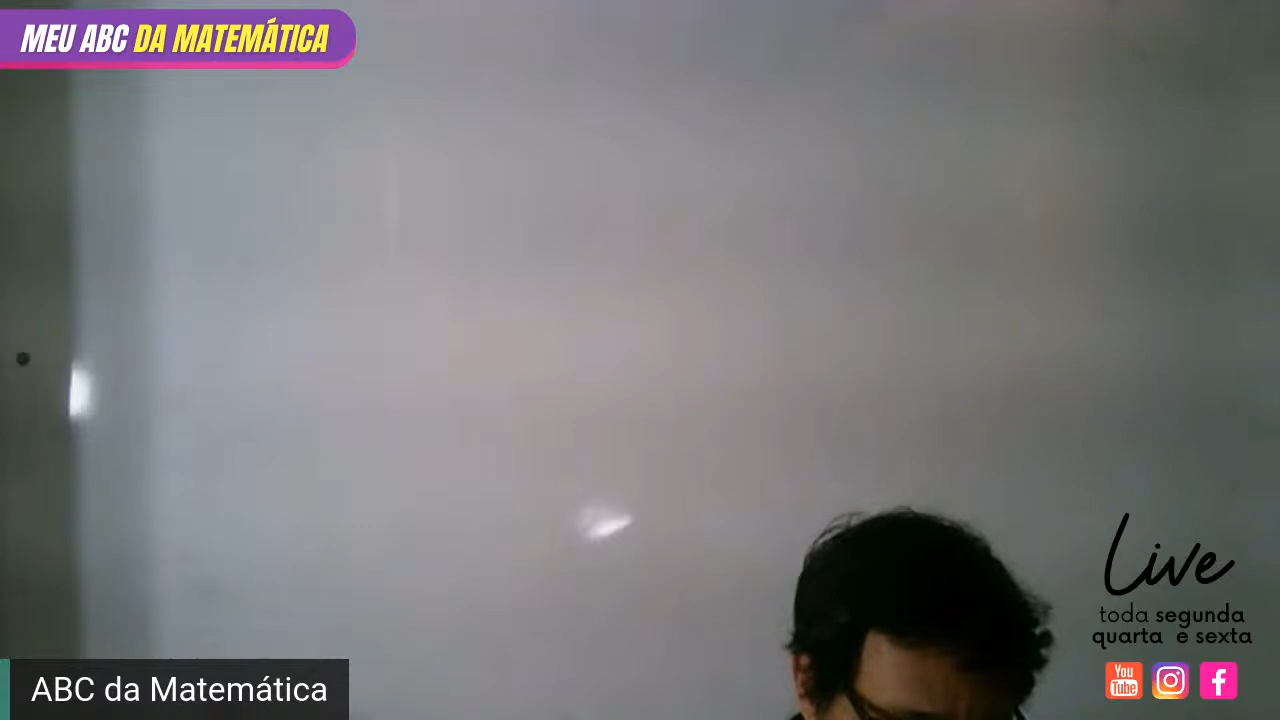 MEU ABC DA MATEMÁTICA
Live
toda segunda
quarta e sexta
You
Tube
f
ABC da Matemática